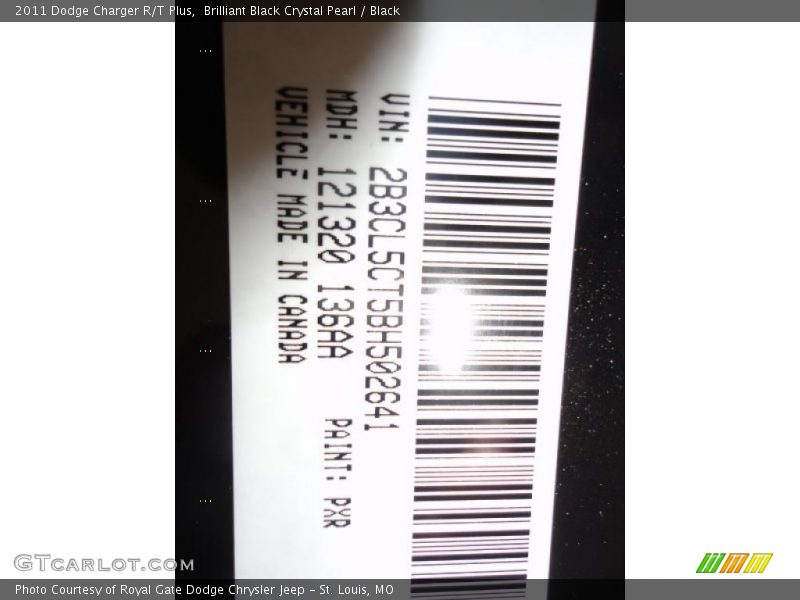 2011 Dodge Charger R/T Plus,  Brilliant Black Crystal Pearl / Black
VIN: 2B3CL5CT5BH502641
MDH: 121320 136AA PAINT: PXR
VEHICLE MADE IN CANADA
GTcarlot.com
Photo Courtesy of Royal Gate Dodge Chrysler Jeep - St. Louis, MO